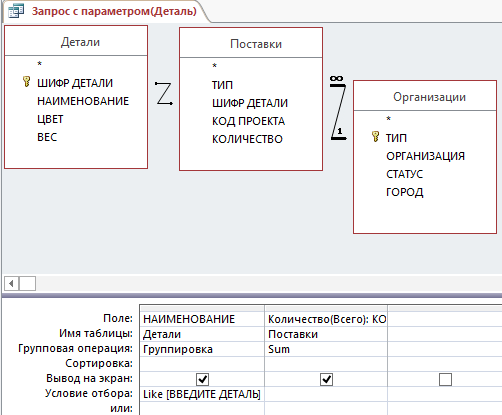 Запрос с параметром(Деталь)
Детали
*
ШИФР ДЕТАЛИ
НАИМЕНОВАНИЕ
ЦВЕТ
ВЕС
Поставки
*
ТИП
ШИФР ДЕТАЛИ
КОД ПРОЕКТА
КОЛИЧЕСТВО
∞
1
Организации
*
ТИП
ОРГАНИЗАЦИЯ
СТАТУС
ГОРОД
Поле: НАИМЕНОВАНИЕ Количество(Всего): КО
Имя таблицы: Детали Поставки
Групповая операция: Группировка Sum
Сортировка:
Вывод на экран:
Условие отбора: Like [ВВЕДИТЕ ДЕТАЛЬ]
или: